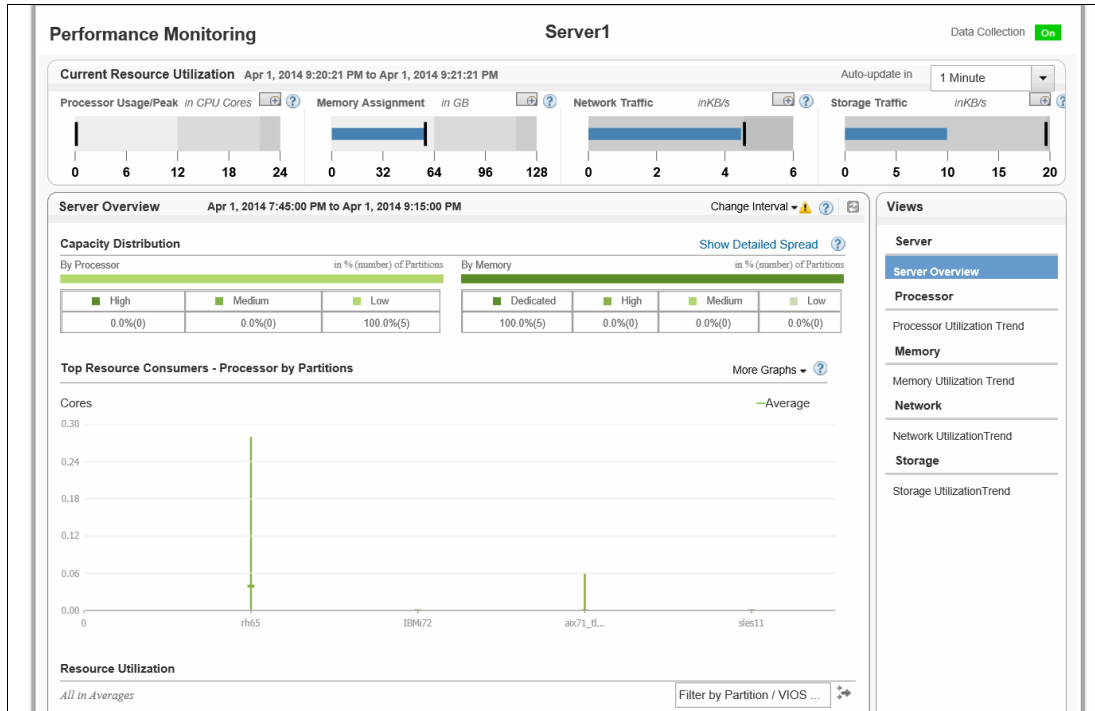 Performance Monitoring Server1 Data Collection On
Current Resource Utilization Apr 1, 2014 9:20:21 PM to Apr 1, 2014 9:21:21 PM Auto-update in 1 Minute
Processor Usage/Peak in CPU Cores Memory Assignment in GB Network Traffic inKB/s Storage Traffic inKB/s
0 6 12 18 24 0 32 64 96 128 0 2 4 6 0 5 10 15 20
Server Overview Apr 1, 2014 7:45:00 PM to Apr 1, 2014 9:15:00 PM Change Interval
Capacity Distribution Show Detailed Spread
By Processor in % (number) of Partitions By Memory in % (number) of Partitions
High Medium Low Dedicated High Medium Low
0.0%(0) 0.0%(0) 100.0%(5) 100.0%(5) 0.0%(0) 0.0%(0) 0.0%(0)
Top Resource Consumers - Processor by Partitions More Graphs
Cores Average
0.30
0.24
0.18
0.12
0.06
0.00
0 rh65 IBMi72 aix71_tl... sles11
Resource Utilization
All in Averages Filter by Partition / VIOS ...
Views
Server
Server Overview
Processor
Processor Utilization Trend
Memory
Memory Utilization Trend
Network
Network UtilizationTrend
Storage
Storage UtilizationTrend